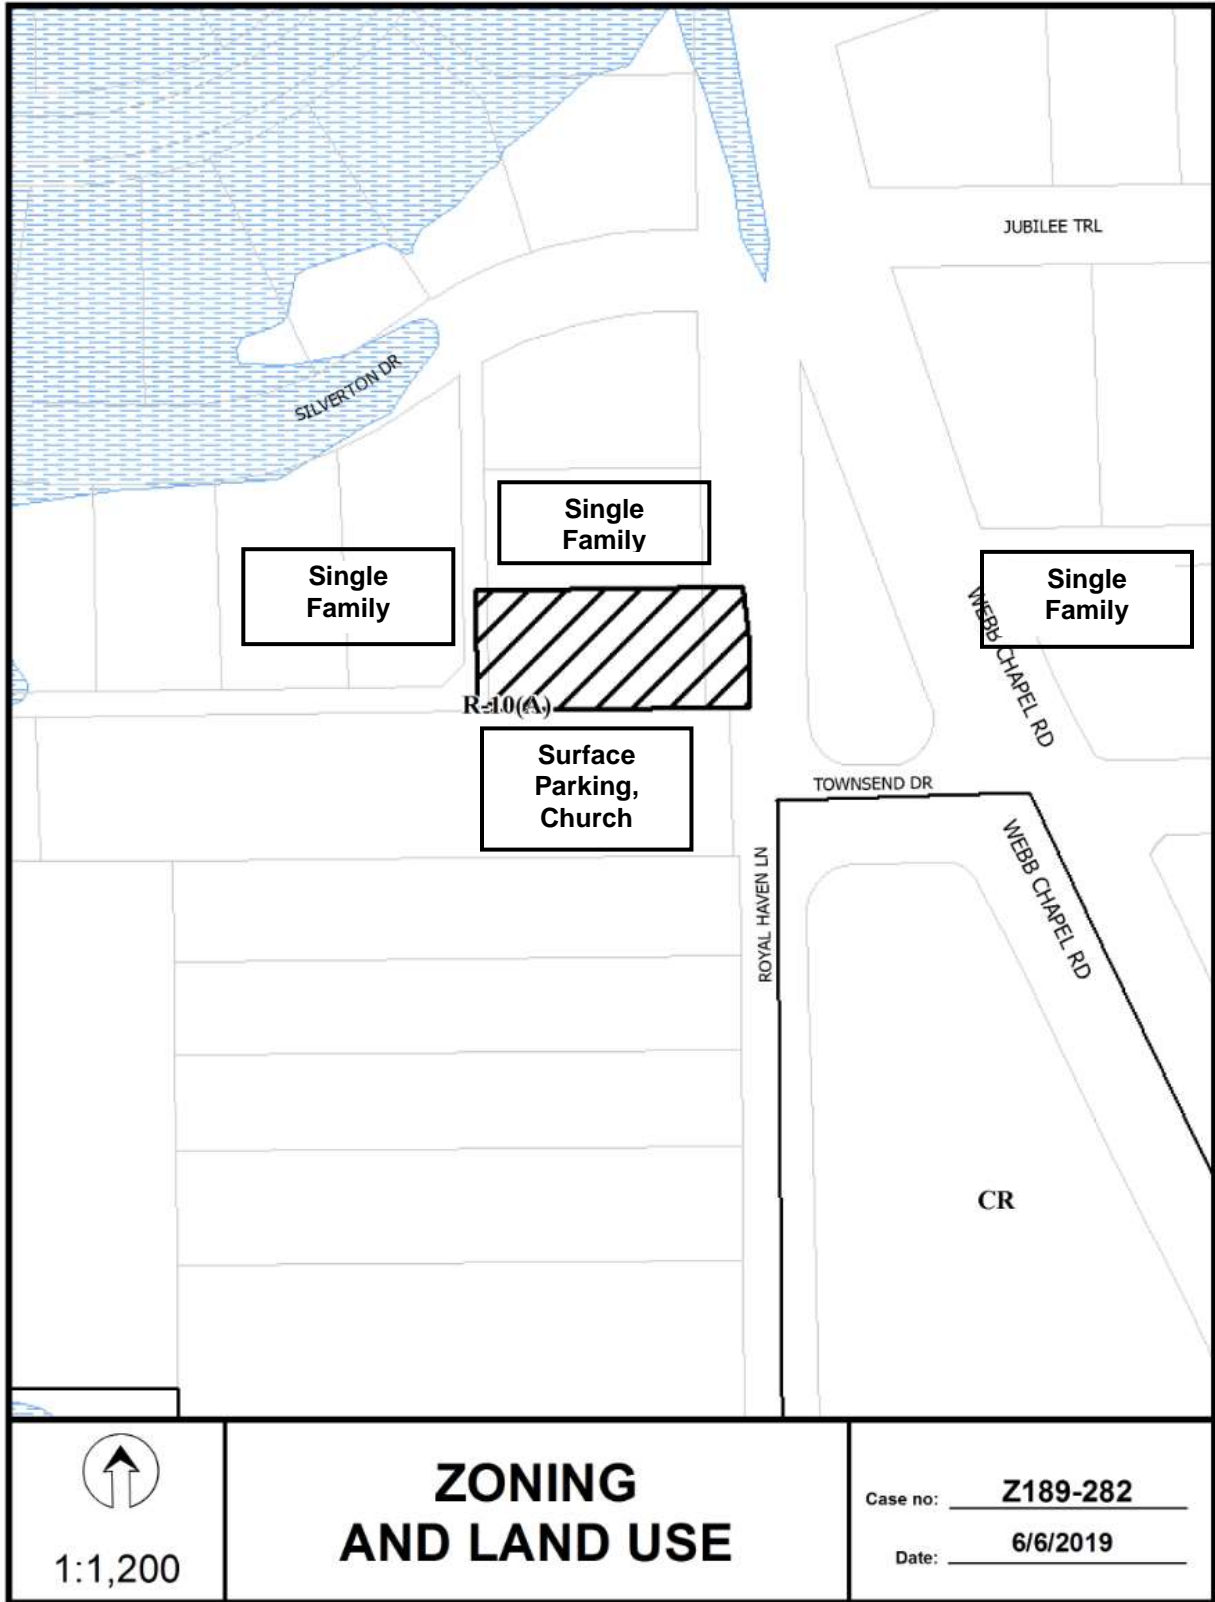 JUBILEE TRL
SILVERTON DR
Single
Family
Single
Family
Single
Family
WEBB CHAPEL RD
R-10(A)
Surface
Parking,
Church
TOWNSEND DR
WEBB CHAPEL RD
ROYAL HAVEN LN
CR
1:1,200
ZONING
AND LAND USE
Case no: Z189-282
Date: 6/6/2019